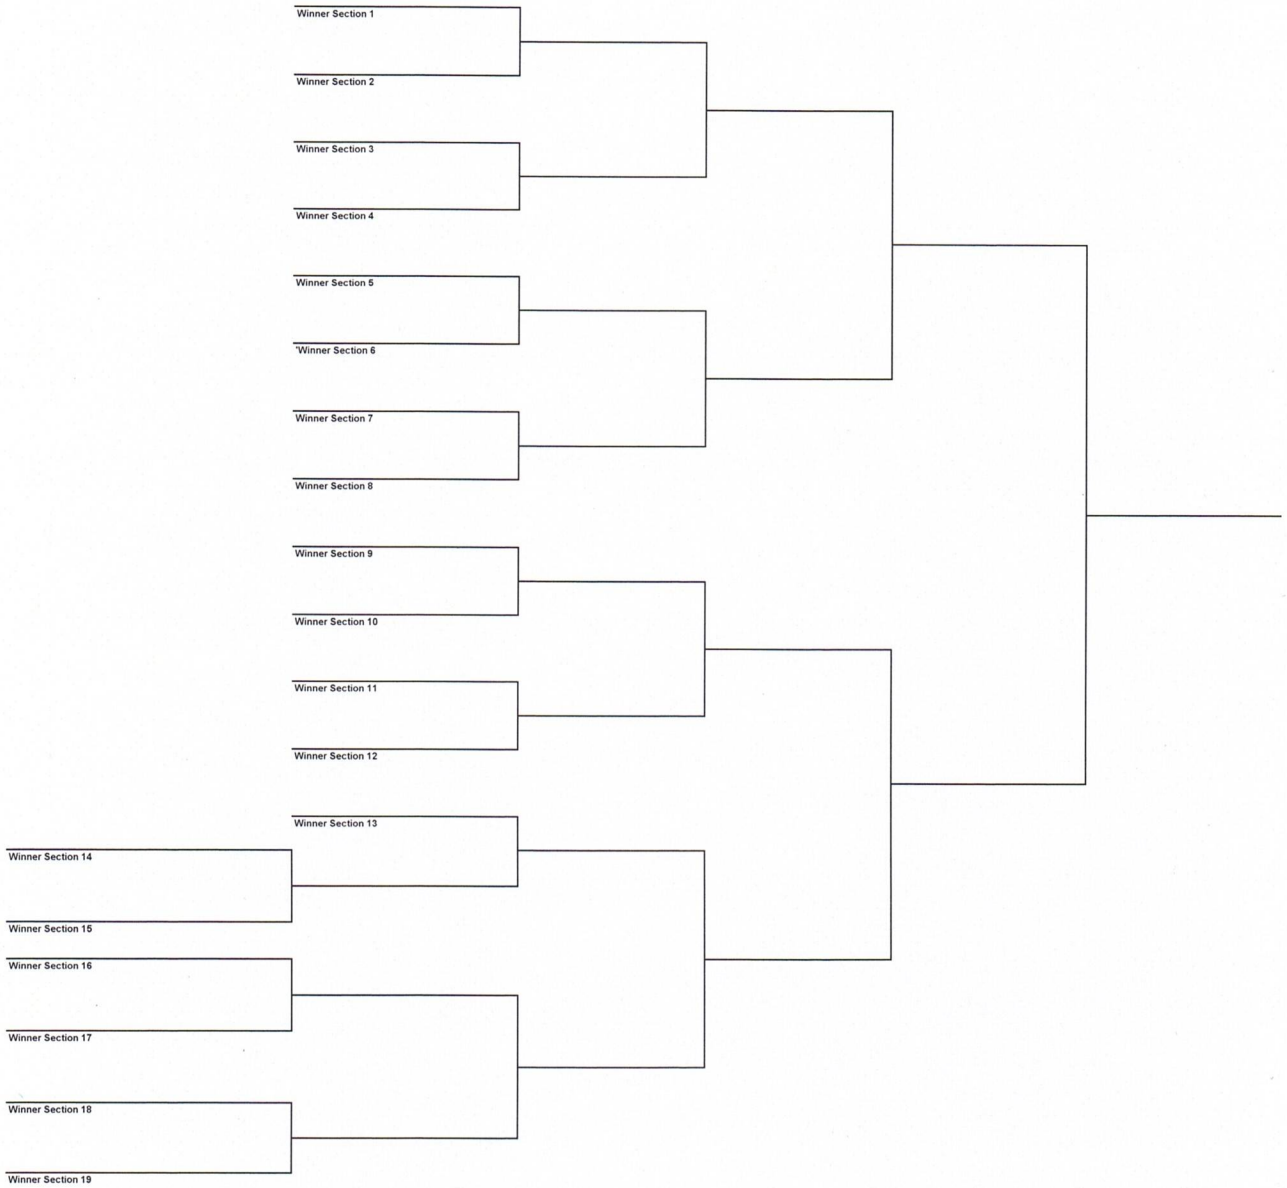 Winner Section 1
Winner Section 2
Winner Section 3
Winner Section 4
Winner Section 5
'Winner Section 6
Winner Section 7
Winner Section 8
Winner Section 9
Winner Section 10
Winner Section 11
Winner Section 12
Winner Section 13
Winner Section 14
Winner Section 15
Winner Section 16
Winner Section 17
Winner Section 18
Winner Section 19